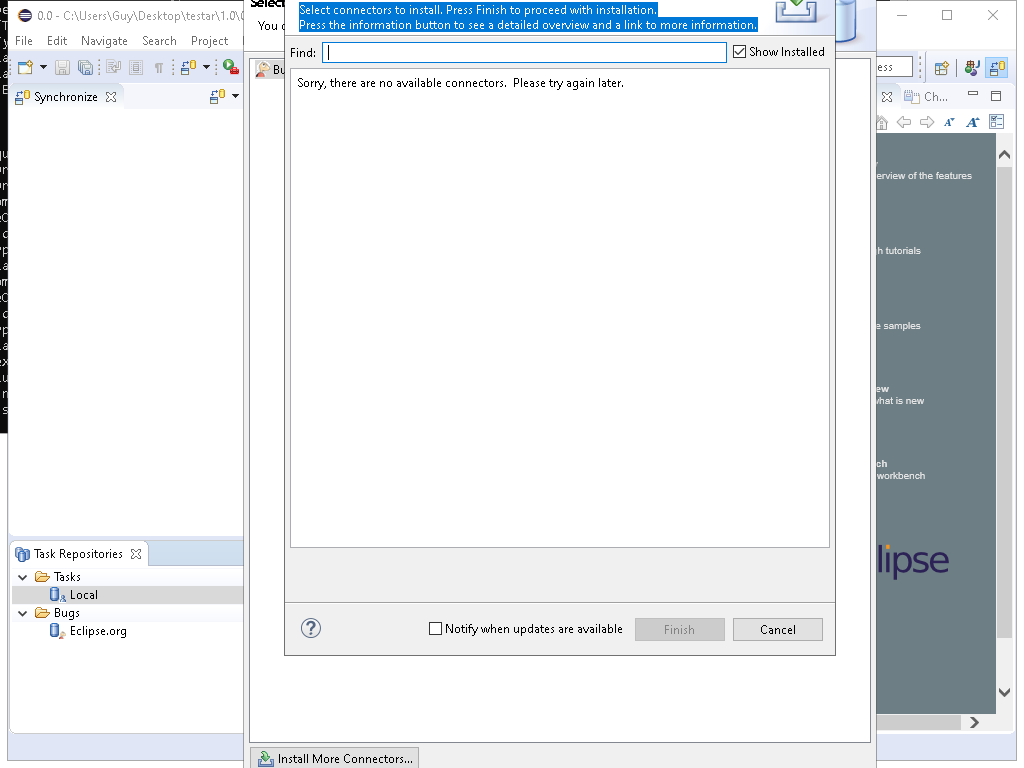 0.0 - C:\Users\Guy\Desktop\testar\1.0\
File Edit Navigate Search Project
Select
You
Select connectors to install. Press Finish to proceed with installation.
Press the information button to see a detailed overview and a link to more information.
Find:
Show Installed
Bu
ess
Synchronize
Ch...
Sorry, there are no available connectors. Please try again later.
erview of the features
h tutorials
e samples
ew
what is new
ch
workbench
lipse
Task Repositories
Tasks
Local
Bugs
Eclipse.org
Notify when updates are available
Finish
Cancel
Install More Connectors...